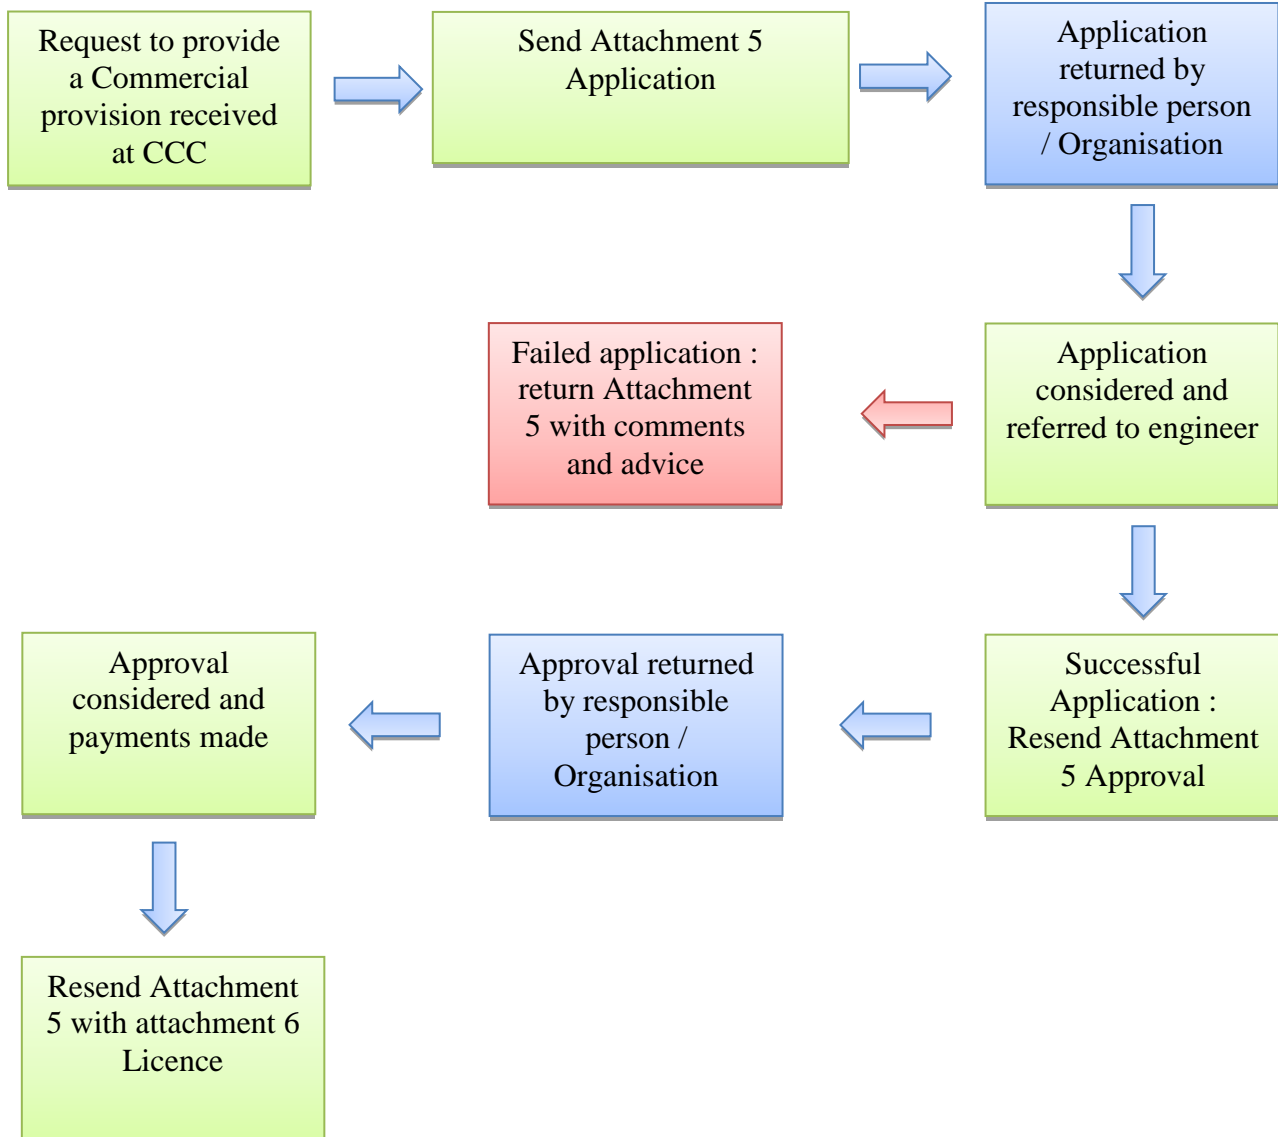 Request to provide
a Commercial
provision received
at CCC
Send Attachment 5
Application
Application
returned by
responsible person
/ Organisation
Failed application :
return Attachment
5 with comments
and advice
Application
considered and
referred to engineer
Approval
considered and
payments made
Approval returned
by responsible
person /
Organisation
Successful
Application :
Resend Attachment
5 Approval
Resend Attachment
5 with attachment 6
Licence